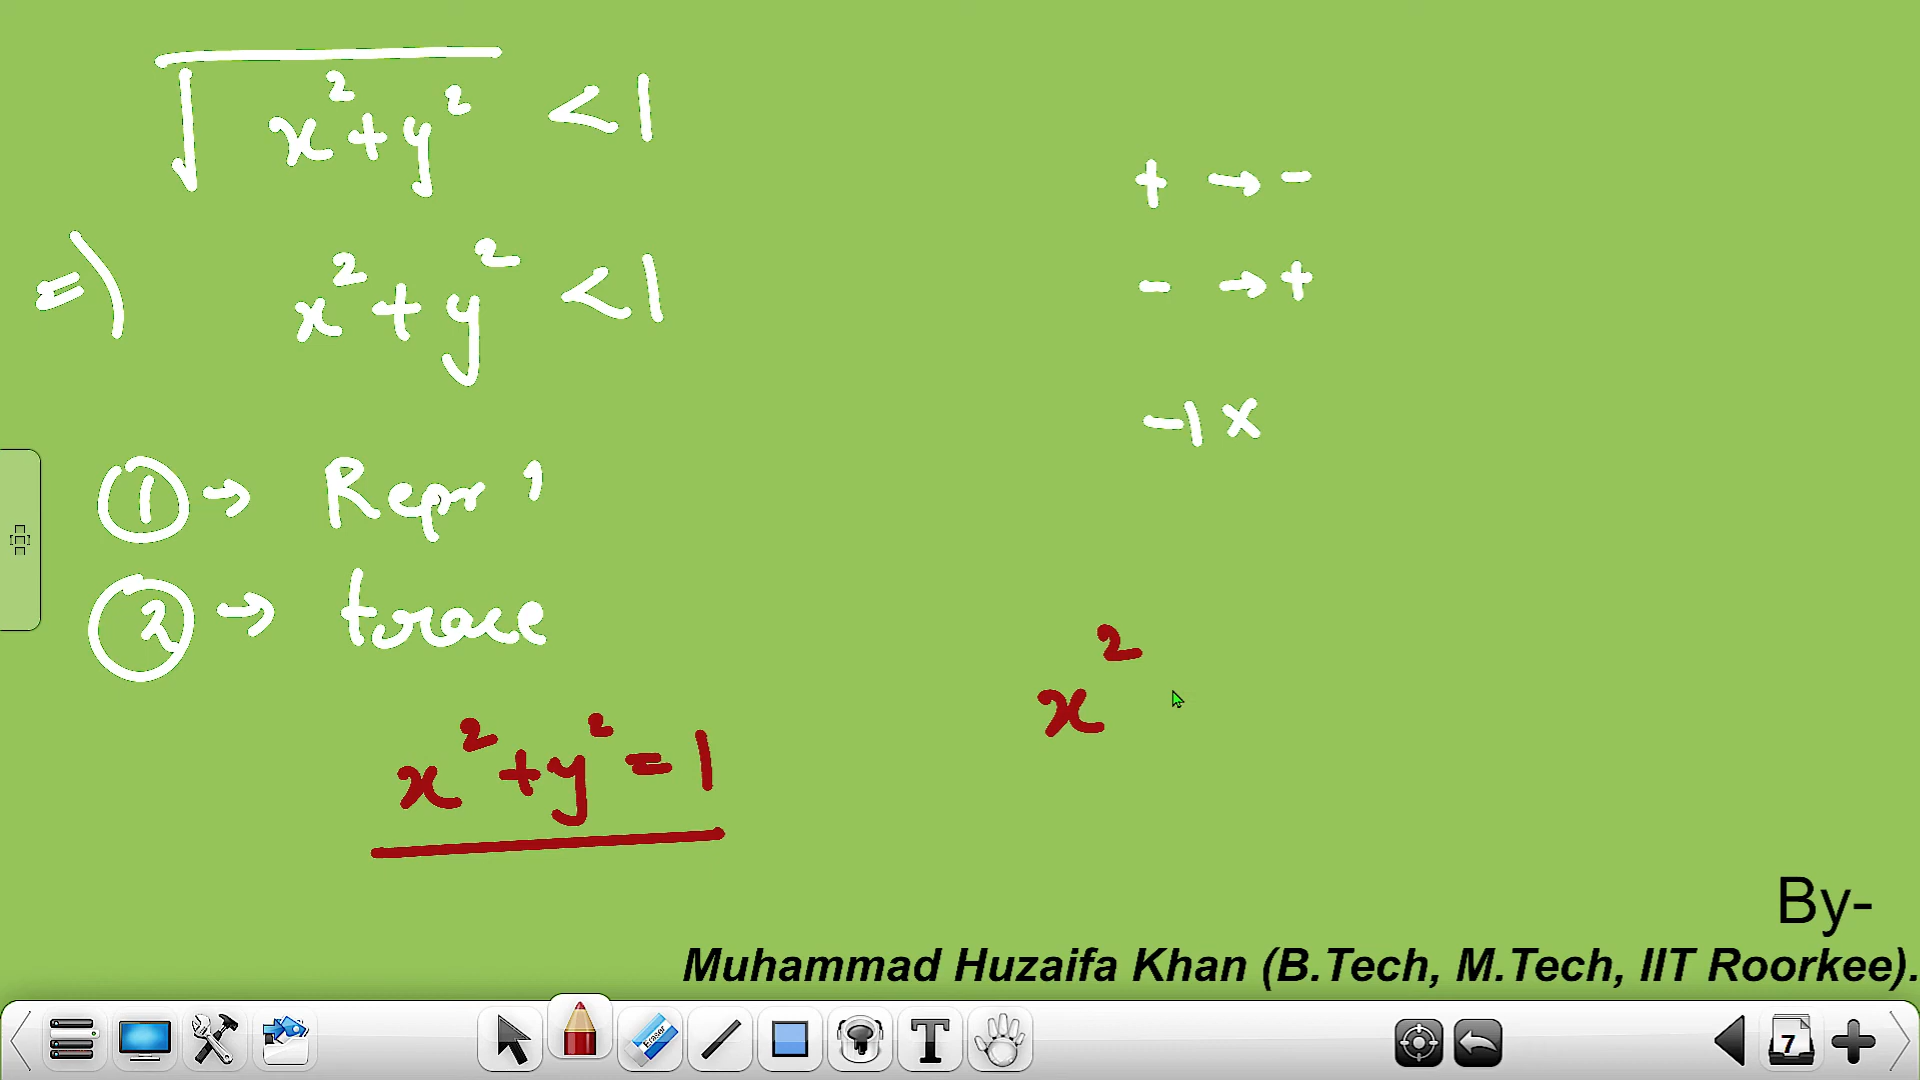 √x²+y² <1
=) x²+y² <1
① → Repr'
② → trace
x²+y²=1
+ → -
- → +
-1 x
x²
By-
Muhammad Huzaifa Khan (B.Tech, M.Tech, IIT Roorkee).
Eraser
T
7